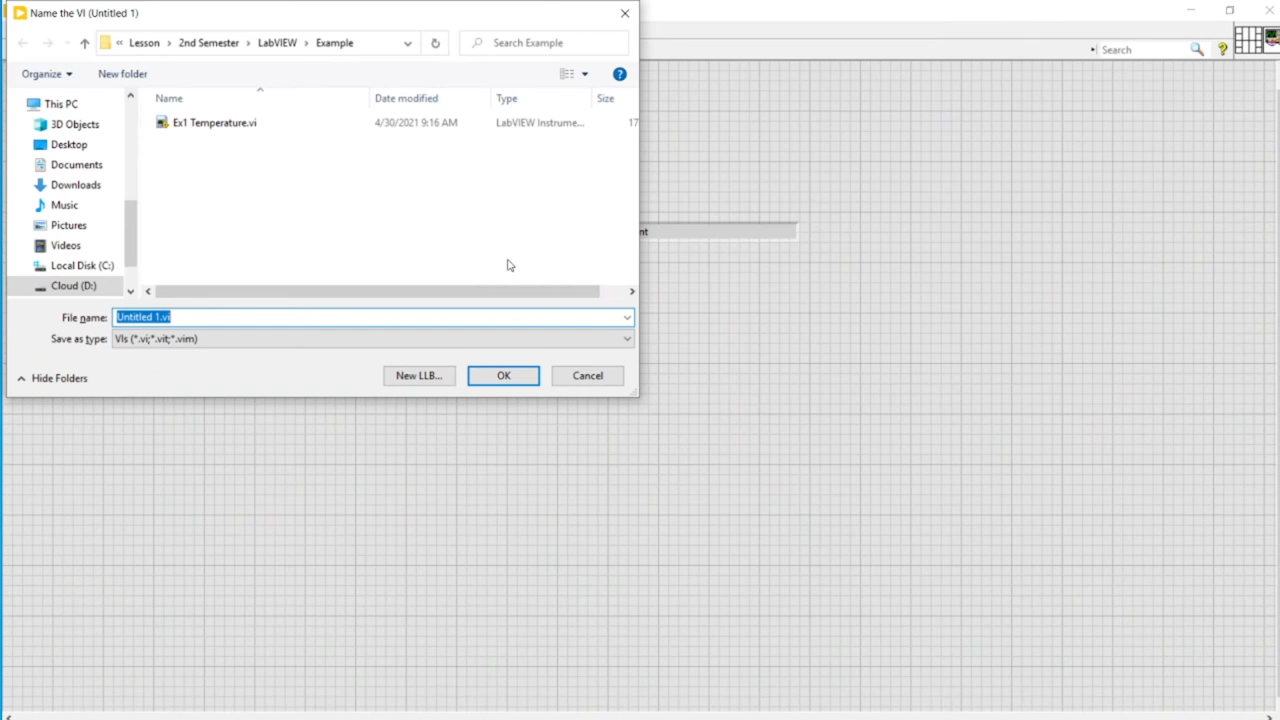 Name the VI (Untitled 1)
« Lesson › 2nd Semester › LabVIEW › Example
Search Example
Search
Organize
New folder
Name
Date modified
Type
Size
This PC
3D Objects
Desktop
Documents
Downloads
Music
Pictures
Videos
Local Disk (C:)
Cloud (D:)
Ex1 Temperature.vi
4/30/2021 9:16 AM
LabVIEW Instrume...
17
nt
File name:
Untitled 1.vi
Save as type:
VIs (*.vi;*.vit;*.vim)
Hide Folders
New LLB...
OK
Cancel